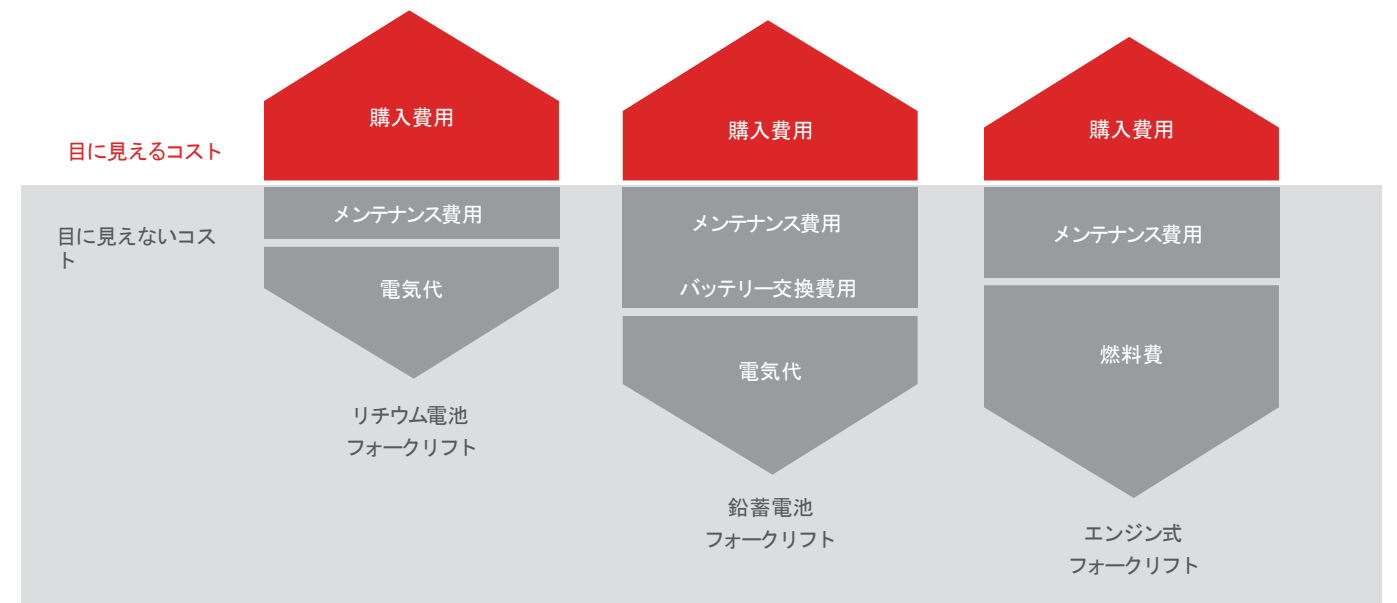 目に見えるコスト
目に見えないコス
ト
購入費用
メンテナンス費用
電気代
リチウム電池
フォークリフト
購入費用
メンテナンス費用
バッテリー交換費用
電気代
鉛蓄電池
フォークリフト
購入費用
メンテナンス費用
燃料費
エンジン式
フォークリフト